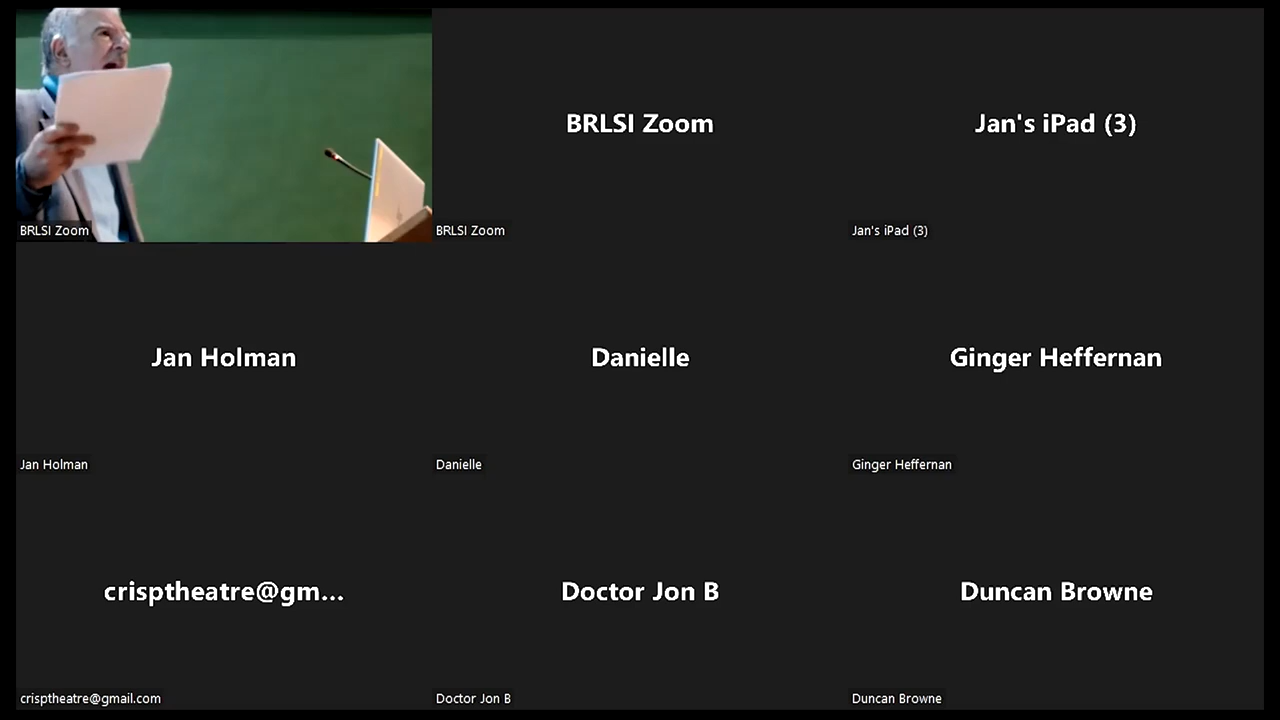 BRLSI Zoom
Jan's iPad (3)
BRLSI Zoom
BRLSI Zoom
Jan's iPad (3)
Jan Holman
Danielle
Ginger Heffernan
Jan Holman
Danielle
Ginger Heffernan
crisptheatre@gm...
Doctor Jon B
Duncan Browne
crisptheatre@gmail.com
Doctor Jon B
Duncan Browne